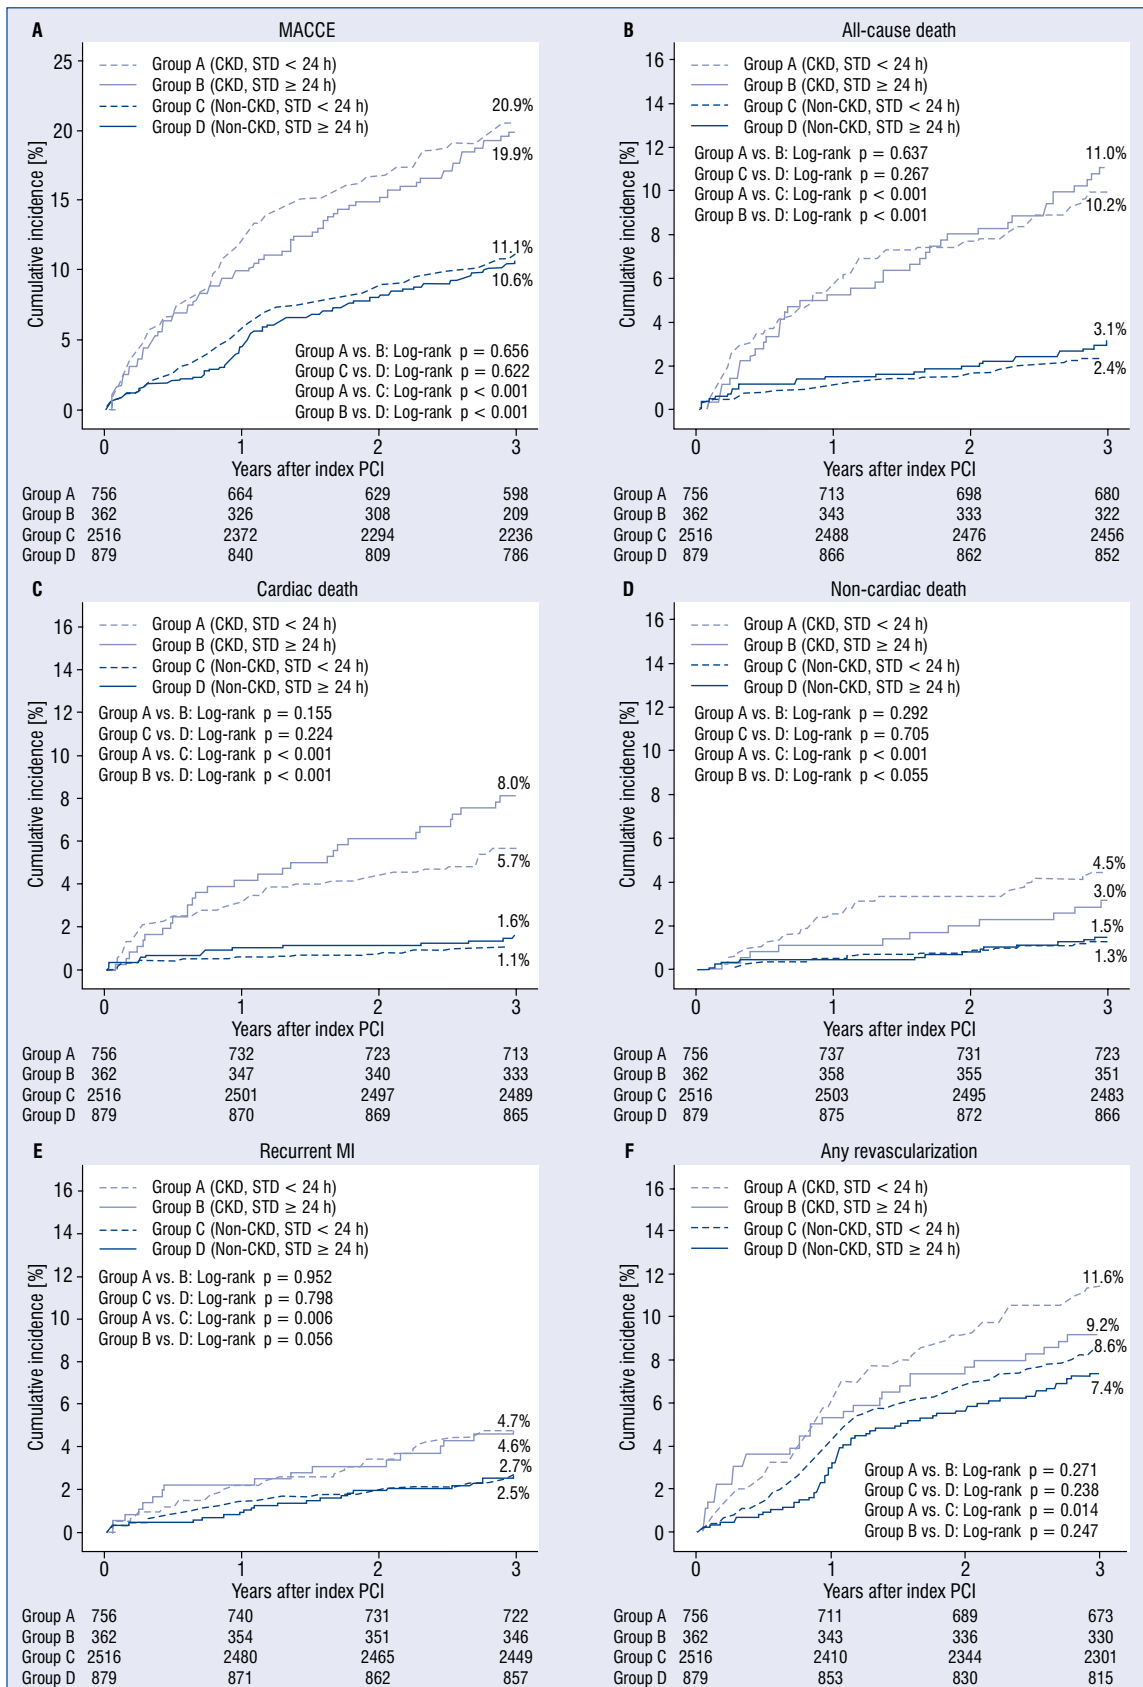 A MACCE
25
20
15
10
5
0
Cumulative incidence [%]
Group A (CKD, STD < 24 h)
Group B (CKD, STD ≥ 24 h)
Group C (Non-CKD, STD < 24 h)
Group D (Non-CKD, STD ≥ 24 h)
20.9%
19.9%
11.1%
10.6%
Group A vs. B: Log-rank p = 0.656
Group C vs. D: Log-rank p = 0.622
Group A vs. C: Log-rank p < 0.001
Group B vs. D: Log-rank p < 0.001
0 1 2 3
Years after index PCI
Group A 756 664 629 598
Group B 362 326 308 209
Group C 2516 2372 2294 2236
Group D 879 840 809 786
B All-cause death
16
14
12
10
8
6
4
2
0
Cumulative incidence [%]
Group A (CKD, STD < 24 h)
Group B (CKD, STD ≥ 24 h)
Group C (Non-CKD, STD < 24 h)
Group D (Non-CKD, STD ≥ 24 h)
Group A vs. B: Log-rank p = 0.637
Group C vs. D: Log-rank p = 0.267
Group A vs. C: Log-rank p < 0.001
Group B vs. D: Log-rank p < 0.001
11.0%
10.2%
3.1%
2.4%
0 1 2 3
Years after index PCI
Group A 756 713 698 680
Group B 362 343 333 322
Group C 2516 2488 2476 2456
Group D 879 866 862 852
C Cardiac death
16
14
12
10
8
6
4
2
0
Cumulative incidence [%]
Group A (CKD, STD < 24 h)
Group B (CKD, STD ≥ 24 h)
Group C (Non-CKD, STD < 24 h)
Group D (Non-CKD, STD ≥ 24 h)
Group A vs. B: Log-rank p = 0.155
Group C vs. D: Log-rank p = 0.224
Group A vs. C: Log-rank p < 0.001
Group B vs. D: Log-rank p < 0.001
8.0%
5.7%
1.6%
1.1%
0 1 2 3
Years after index PCI
Group A 756 732 723 713
Group B 362 347 340 333
Group C 2516 2501 2497 2489
Group D 879 870 869 865
D Non-cardiac death
16
14
12
10
8
6
4
2
0
Cumulative incidence [%]
Group A (CKD, STD < 24 h)
Group B (CKD, STD ≥ 24 h)
Group C (Non-CKD, STD < 24 h)
Group D (Non-CKD, STD ≥ 24 h)
Group A vs. B: Log-rank p = 0.292
Group C vs. D: Log-rank p = 0.705
Group A vs. C: Log-rank p < 0.001
Group B vs. D: Log-rank p < 0.055
4.5%
3.0%
1.5%
1.3%
0 1 2 3
Years after index PCI
Group A 756 737 731 723
Group B 362 358 355 351
Group C 2516 2503 2495 2483
Group D 879 875 872 866
E Recurrent MI
16
14
12
10
8
6
4
2
0
Cumulative incidence [%]
Group A (CKD, STD < 24 h)
Group B (CKD, STD ≥ 24 h)
Group C (Non-CKD, STD < 24 h)
Group D (Non-CKD, STD ≥ 24 h)
Group A vs. B: Log-rank p = 0.952
Group C vs. D: Log-rank p = 0.798
Group A vs. C: Log-rank p = 0.006
Group B vs. D: Log-rank p = 0.056
4.7%
4.6%
2.7%
2.5%
0 1 2 3
Years after index PCI
Group A 756 740 731 722
Group B 362 354 351 346
Group C 2516 2480 2465 2449
Group D 879 871 862 857
F Any revascularization
16
14
12
10
8
6
4
2
0
Cumulative incidence [%]
Group A (CKD, STD < 24 h)
Group B (CKD, STD ≥ 24 h)
Group C (Non-CKD, STD < 24 h)
Group D (Non-CKD, STD ≥ 24 h)
11.6%
9.2%
8.6%
7.4%
Group A vs. B: Log-rank p = 0.271
Group C vs. D: Log-rank p = 0.238
Group A vs. C: Log-rank p = 0.014
Group B vs. D: Log-rank p = 0.247
0 1 2 3
Years after index PCI
Group A 756 711 689 673
Group B 362 343 336 330
Group C 2516 2410 2344 2301
Group D 879 853 830 815